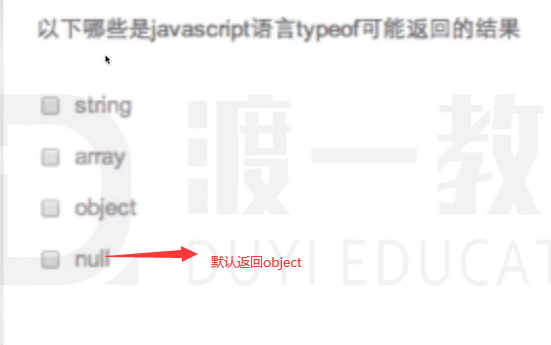 以下哪些是javascript语言typeof可能返回的结果
string
array
object
null
默认返回object
渡一教
DUYI EDUCAT